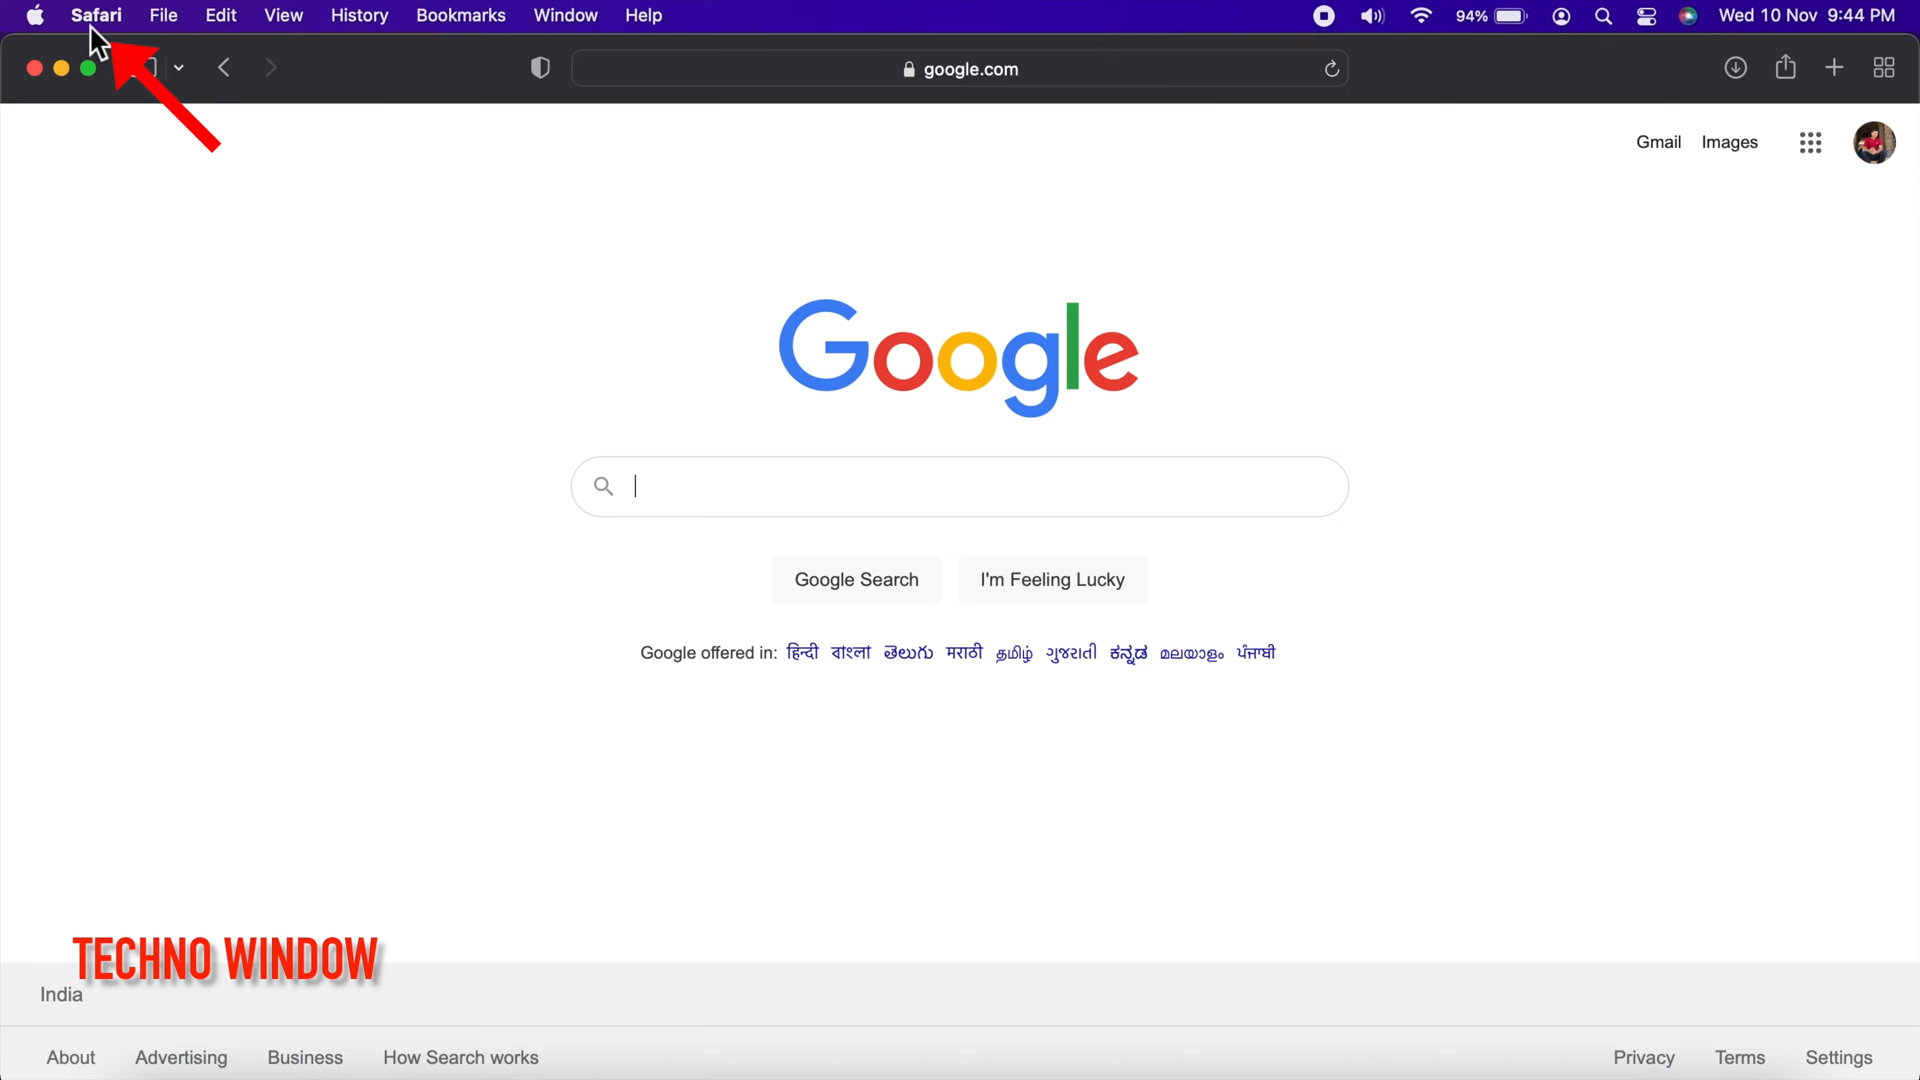 Safari File Edit View History Bookmarks Window Help 94% Wed 10 Nov 9:44 PM
google.com
Gmail Images
Google
Google Search I'm Feeling Lucky
Google offered in: हिन्दी বাংলা తెలుగు मराठी தமிழ் ગુજરાતી ಕನ್ನಡ മലയാളം ਪੰਜਾਬੀ
TECHNO WINDOW
India
About Advertising Business How Search works Privacy Terms Settings